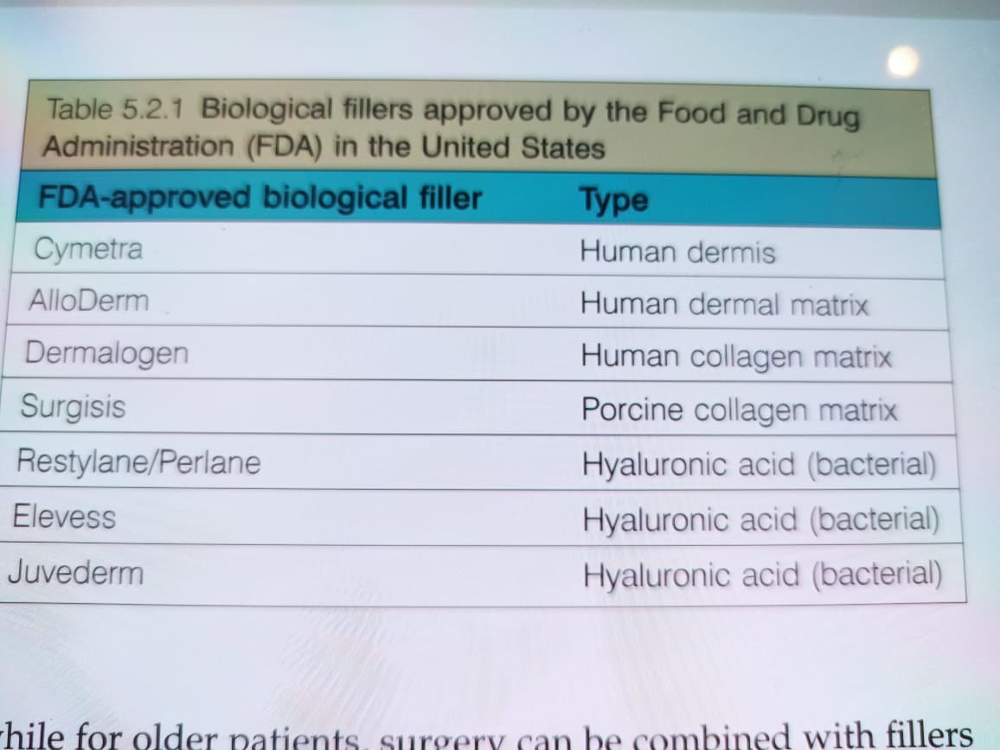 Table 5.2.1 Biological fillers approved by the Food and Drug
Administration (FDA) in the United States
FDA-approved biological filler Type
Cymetra Human dermis
AlloDerm Human dermal matrix
Dermalogen Human collagen matrix
Surgisis Porcine collagen matrix
Restylane/Perlane Hyaluronic acid (bacterial)
Elevess Hyaluronic acid (bacterial)
Juvederm Hyaluronic acid (bacterial)
for older patients, surgery can be combined with fillers